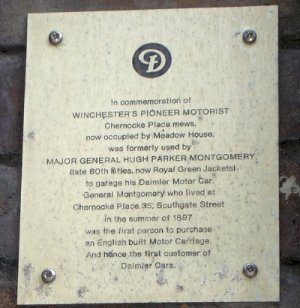 In commemoration of
WINCHESTER'S PIONEER MOTORIST
Chernocke Place mews,
now occupied by Meadow House,
was formerly used by
MAJOR GENERAL HUGH PARKER MONTGOMERY
(late 60th Rifles, now Royal Green Jackets)
to garage his Daimler Motor Car.
General Montgomery who lived at
Chernocke Place, 35, Southgate Street
in the summer of 1897
was the first person to purchase
an English built Motor Carriage.
And hence the first customer of
Daimler Cars.